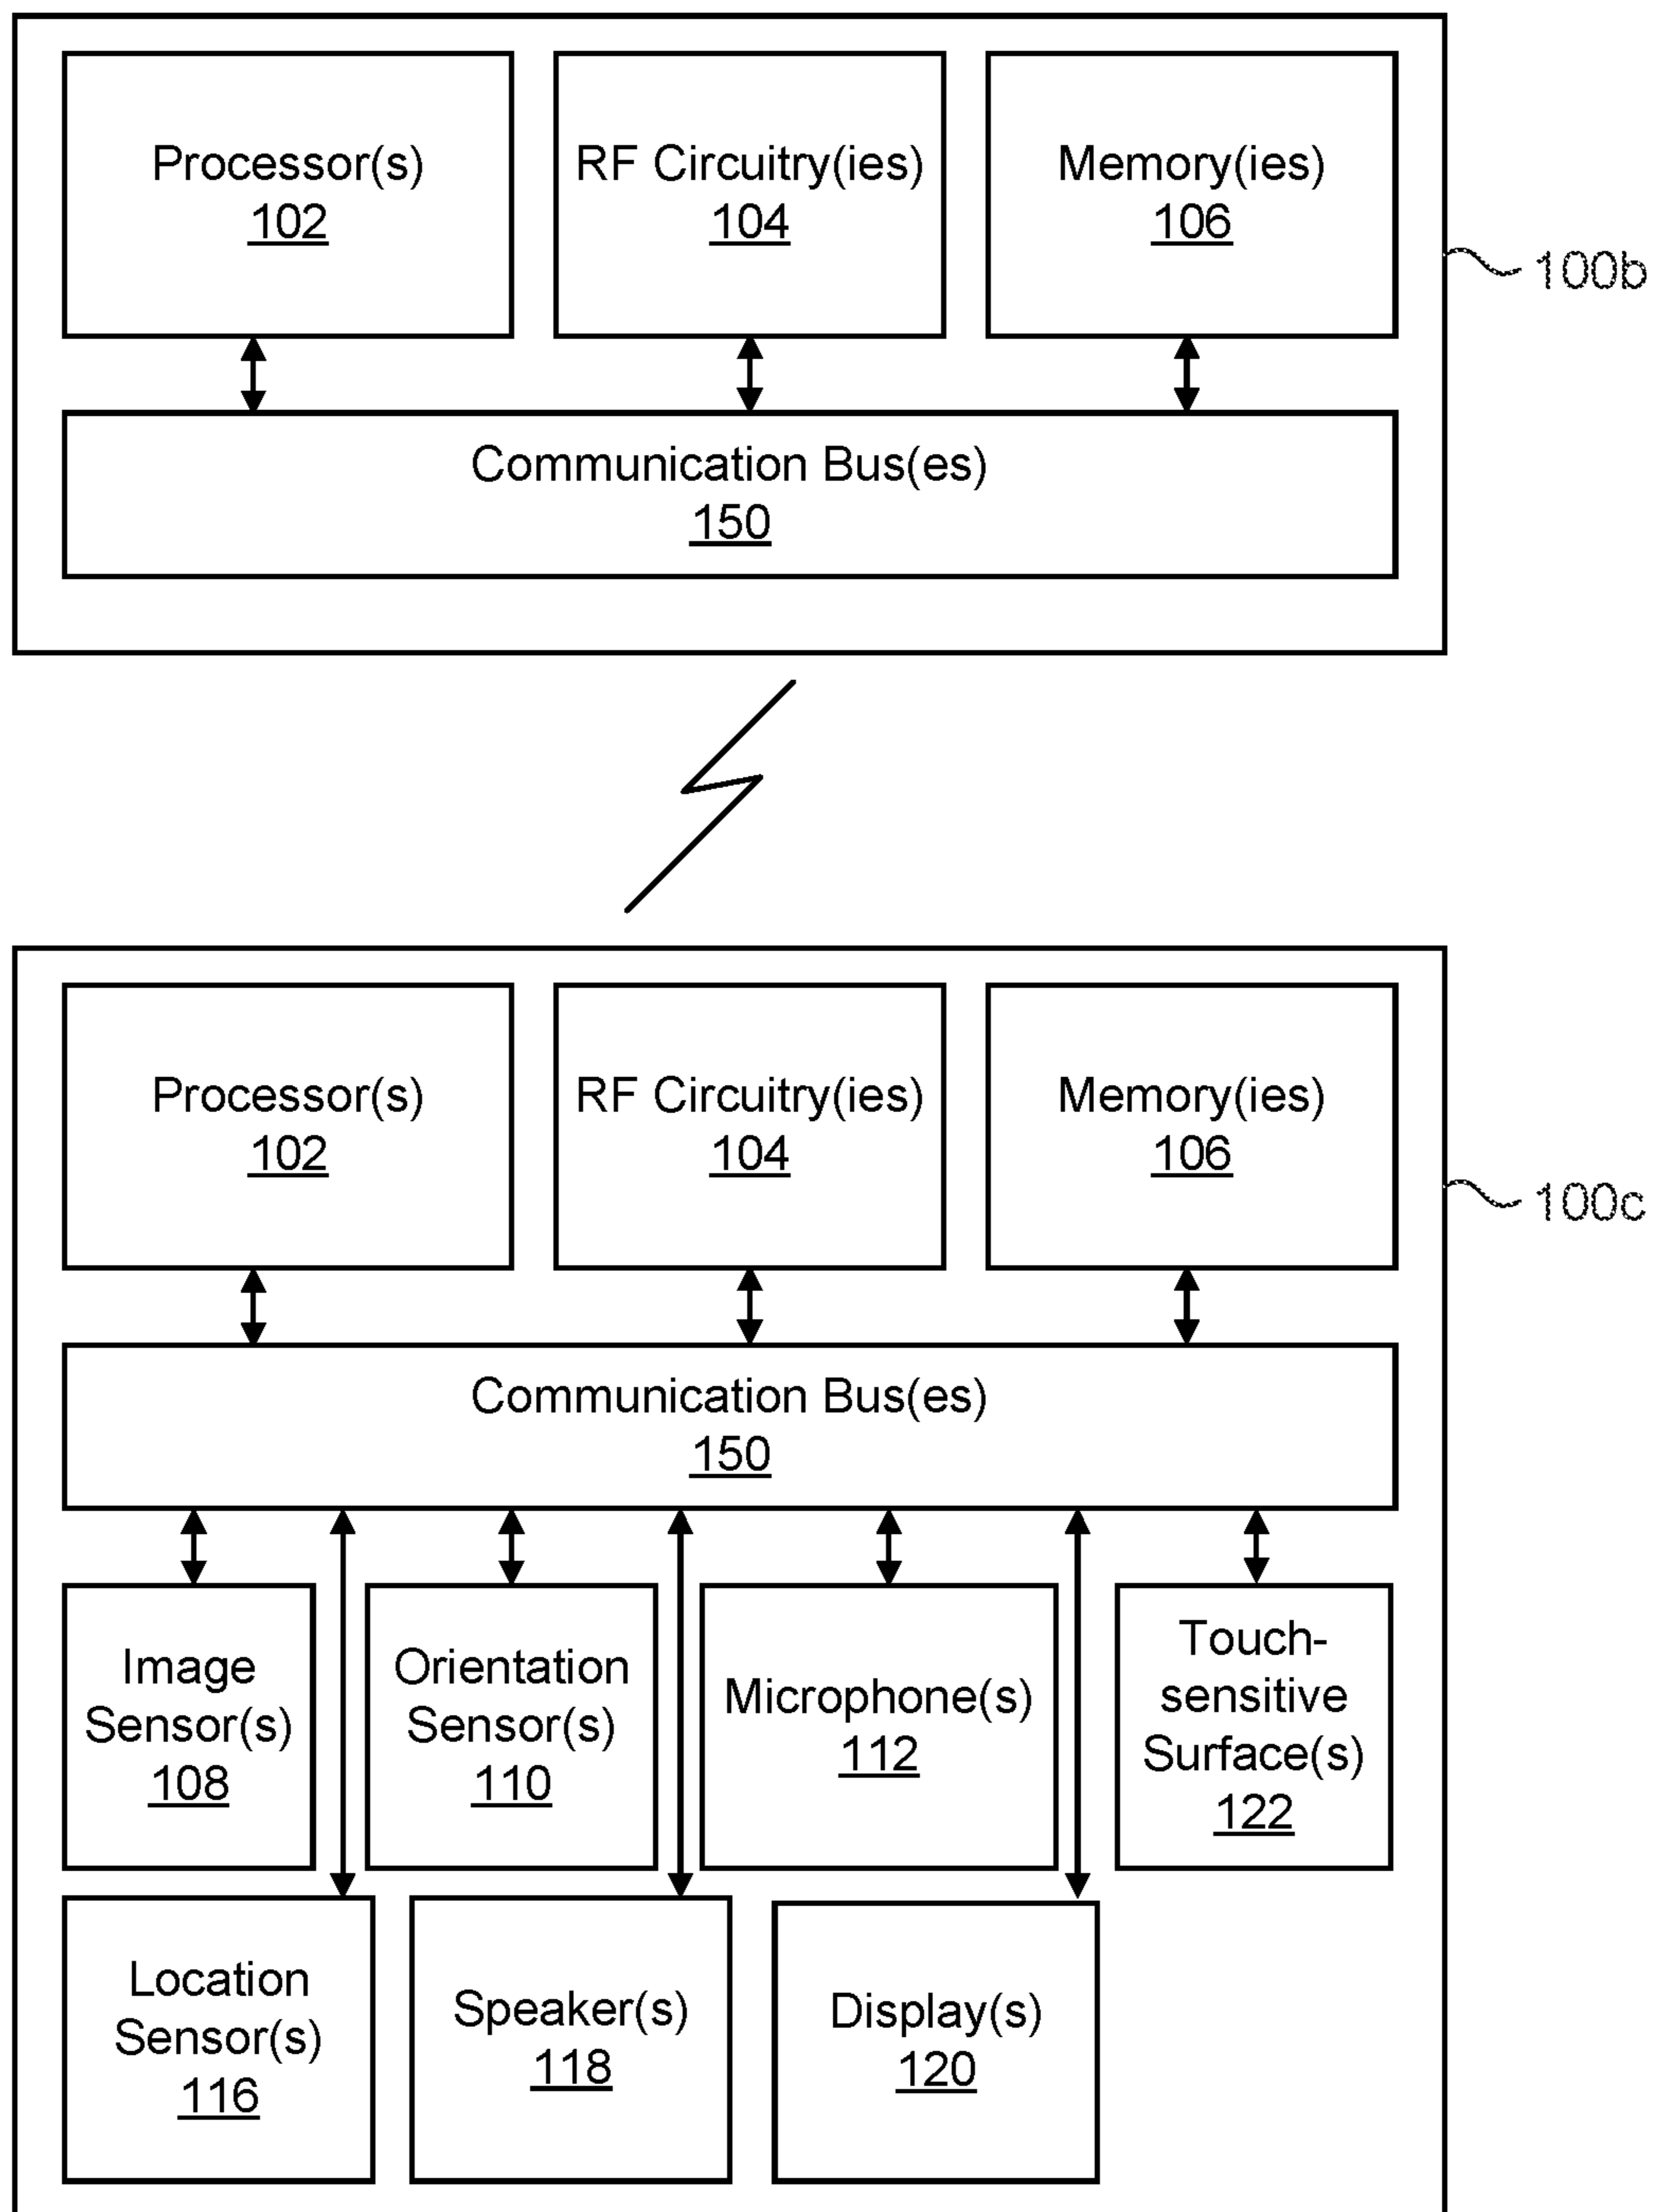 Processor(s)
102
RF Circuitry(ies)
104
Memory(ies)
106
100b
Communication Bus(es)
150
Processor(s)
102
RF Circuitry(ies)
104
Memory(ies)
106
100c
Communication Bus(es)
150
Image
Sensor(s)
108
Orientation
Sensor(s)
110
Microphone(s)
112
Touch-
sensitive
Surface(s)
122
Location
Sensor(s)
116
Speaker(s)
118
Display(s)
120